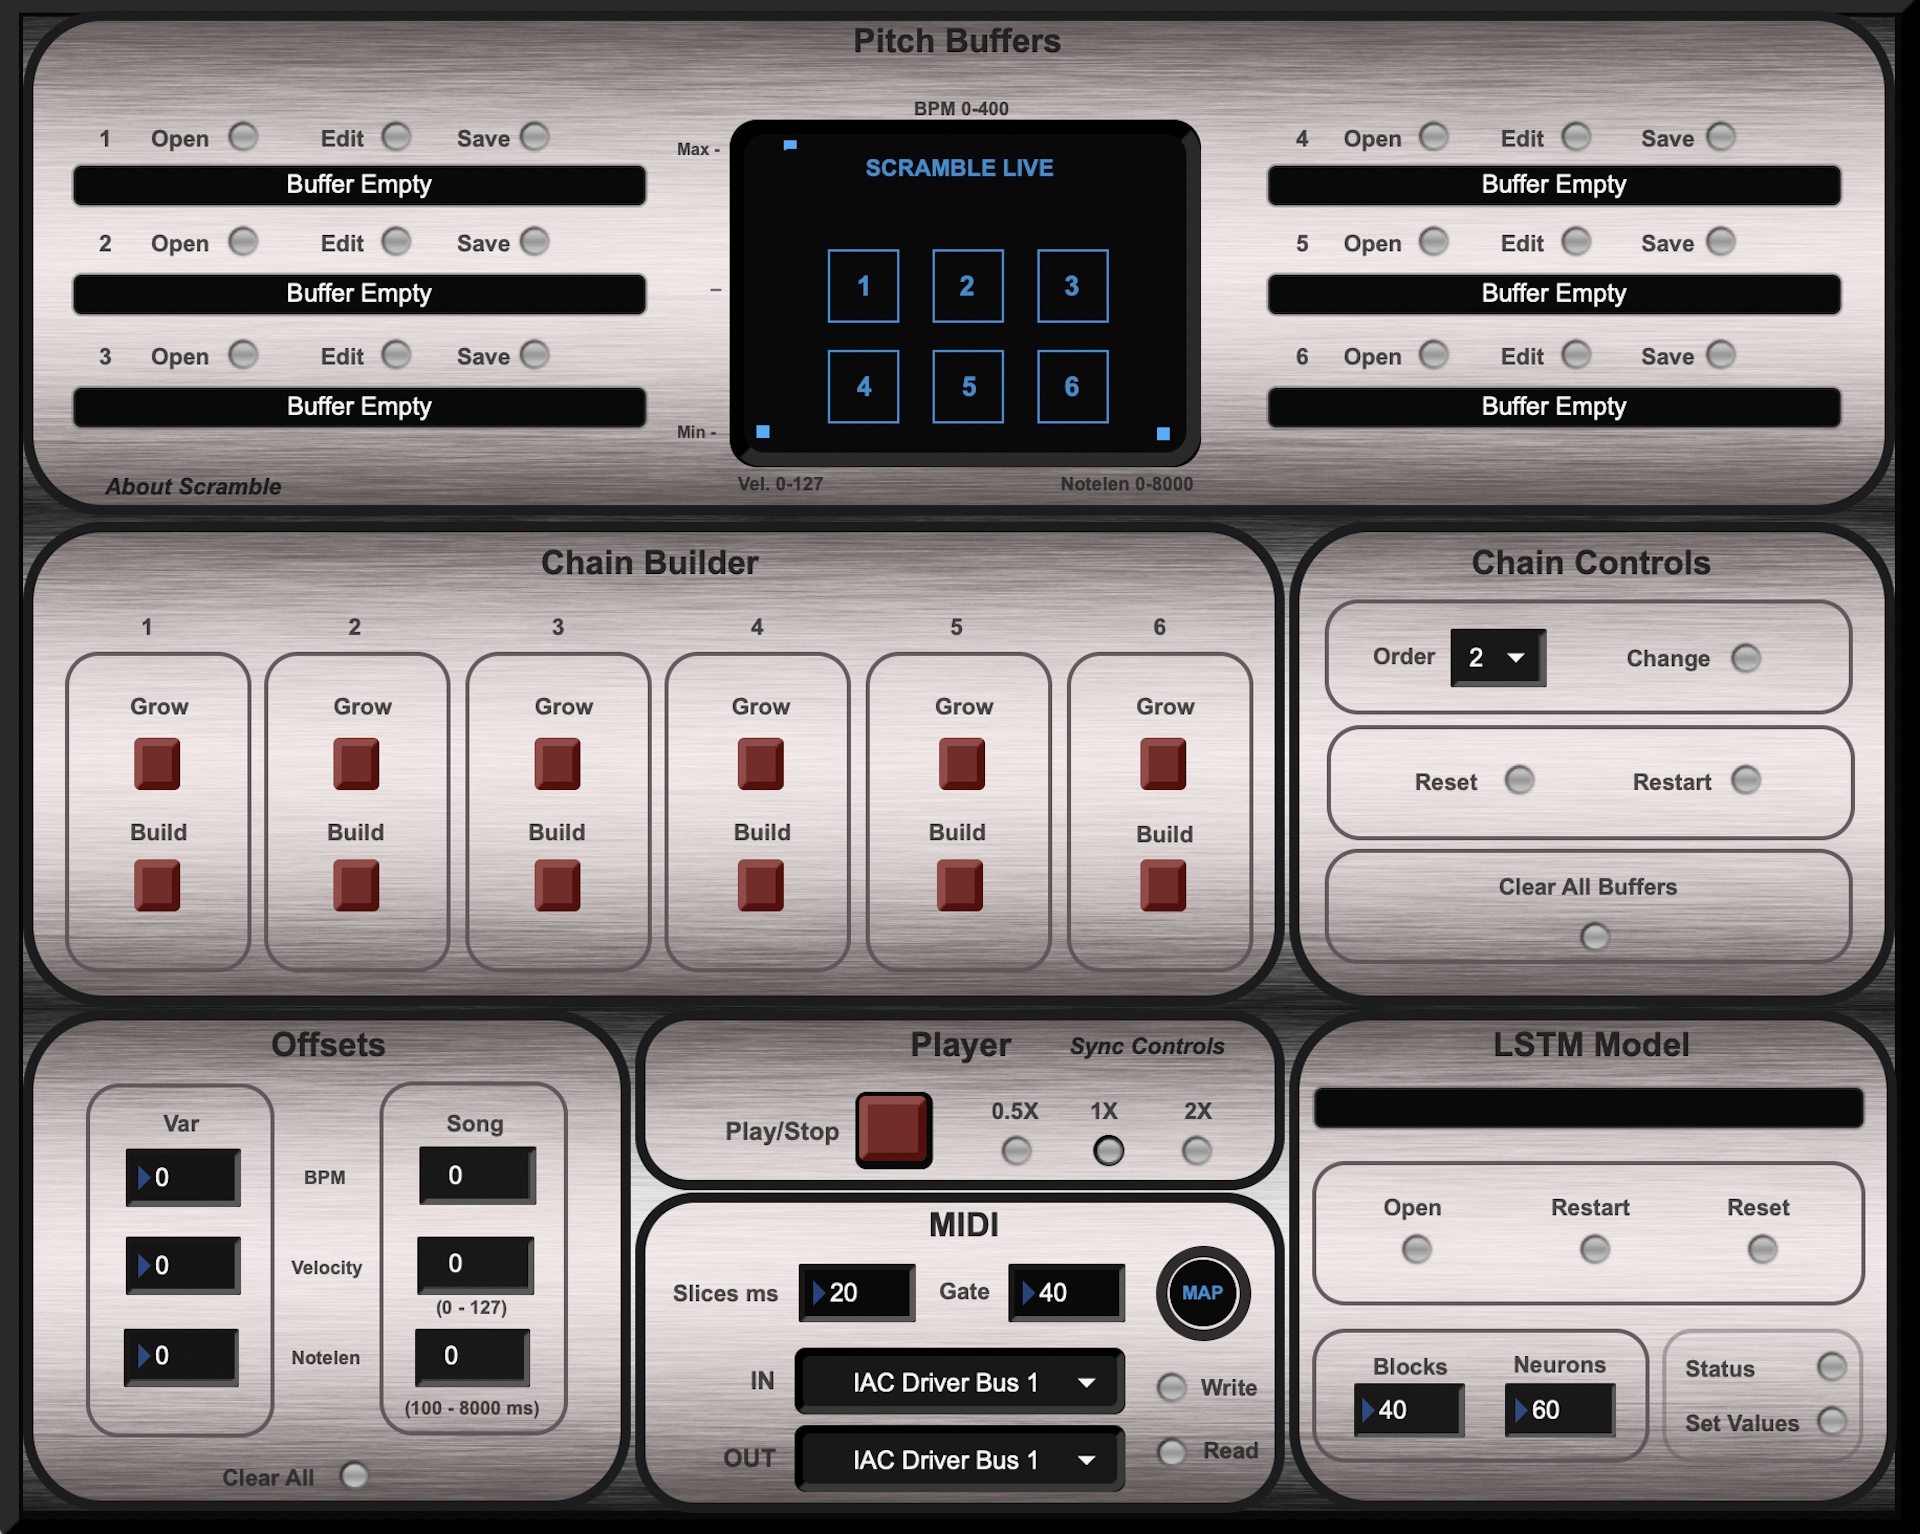 Pitch Buffers
BPM 0-400
1 Open Edit Save
Buffer Empty
2 Open Edit Save
Buffer Empty
3 Open Edit Save
Buffer Empty
About Scramble
Max -
–
Min -
SCRAMBLE LIVE
1 2 3
4 5 6
Vel. 0-127
Notelen 0-8000
4 Open Edit Save
Buffer Empty
5 Open Edit Save
Buffer Empty
6 Open Edit Save
Buffer Empty
Chain Builder
1 2 3 4 5 6
Grow Grow Grow Grow Grow Grow
Build Build Build Build Build Build
Chain Controls
Order 2 Change
Reset Restart
Clear All Buffers
Offsets
Var Song
0 BPM 0
0 Velocity 0
(0 - 127)
0 Notelen 0
(100 - 8000 ms)
Clear All
Player Sync Controls
Play/Stop 0.5X 1X 2X
MIDI
Slices ms 20 Gate 40 MAP
IN IAC Driver Bus 1 Write
OUT IAC Driver Bus 1 Read
LSTM Model
Open Restart Reset
Blocks Neurons
40 60
Status
Set Values